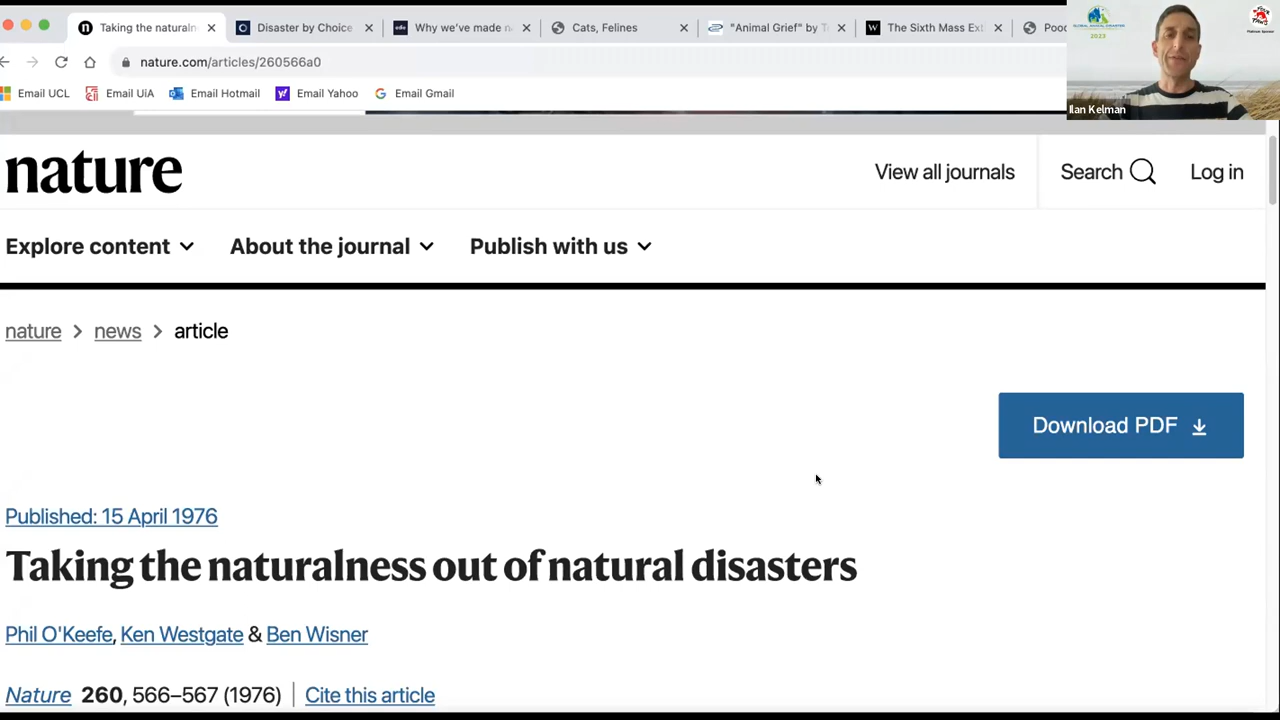 Taking the naturaln
Disaster by Choice
Why we've made n
Cats, Felines
"Animal Grief" by T
The Sixth Mass Ex
Pood
2023
nature.com/articles/260566a0
Email UCL
Email UiA
Email Hotmail
Email Yahoo
Email Gmail
Ilan Kelman
nature
View all journals
Search
Log in
Explore content
About the journal
Publish with us
nature > news > article
Download PDF
Published: 15 April 1976
Taking the naturalness out of natural disasters
Phil O'Keefe, Ken Westgate & Ben Wisner
Nature 260, 566–567 (1976) | Cite this article